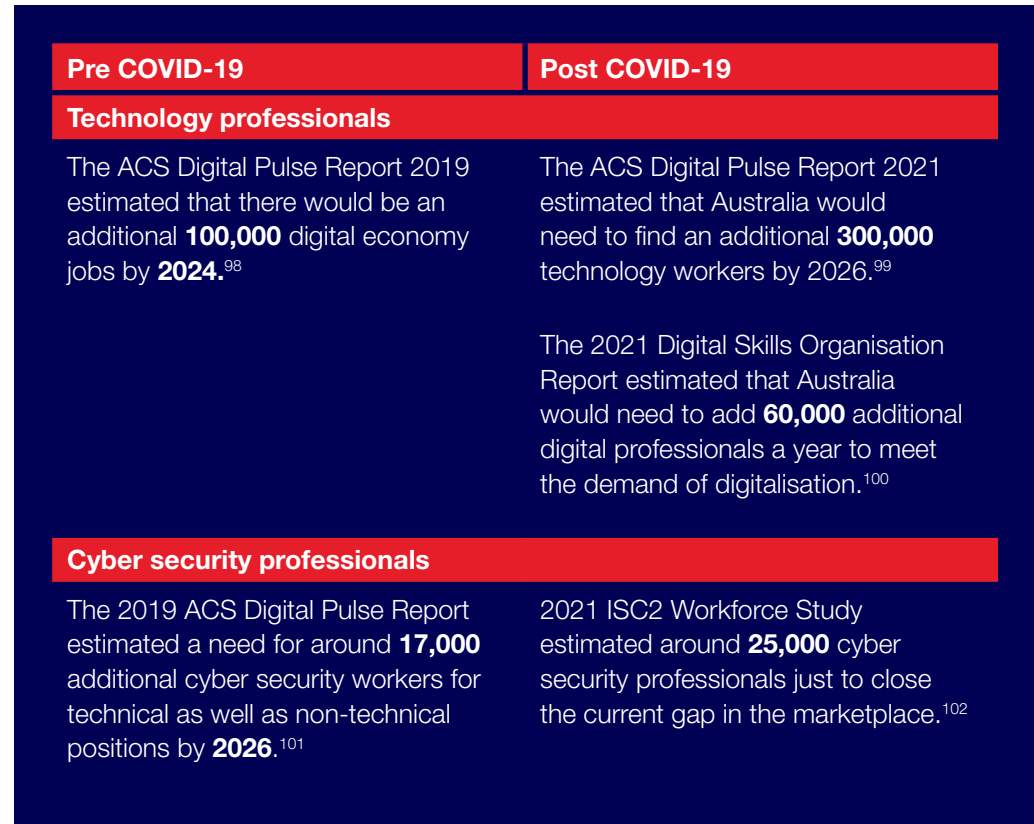 Pre COVID-19
Post COVID-19
Technology professionals
The ACS Digital Pulse Report 2019
estimated that there would be an
additional 100,000 digital economy
jobs by 2024.98
The ACS Digital Pulse Report 2021
estimated that Australia would
need to find an additional 300,000
technology workers by 2026.99
The 2021 Digital Skills Organisation
Report estimated that Australia
would need to add 60,000 additional
digital professionals a year to meet
the demand of digitalisation.100
Cyber security professionals
The 2019 ACS Digital Pulse Report
estimated a need for around 17,000
additional cyber security workers for
technical as well as non-technical
positions by 2026.101
2021 ISC2 Workforce Study
estimated around 25,000 cyber
security professionals just to close
the current gap in the marketplace.102